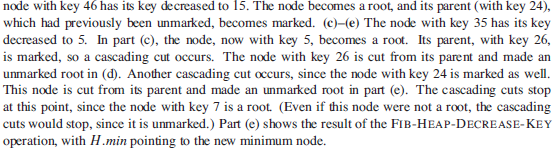 node with key 46 has its key decreased to 15. The node becomes a root, and its parent (with key 24),
which had previously been unmarked, becomes marked. (c)–(e) The node with key 35 has its key
decreased to 5. In part (c), the node, now with key 5, becomes a root. Its parent, with key 26,
is marked, so a cascading cut occurs. The node with key 26 is cut from its parent and made an
unmarked root in (d). Another cascading cut occurs, since the node with key 24 is marked as well.
This node is cut from its parent and made an unmarked root in part (e). The cascading cuts stop
at this point, since the node with key 7 is a root. (Even if this node were not a root, the cascading
cuts would stop, since it is unmarked.) Part (e) shows the result of the FIB-HEAP-DECREASE-KEY
operation, with H.min pointing to the new minimum node.